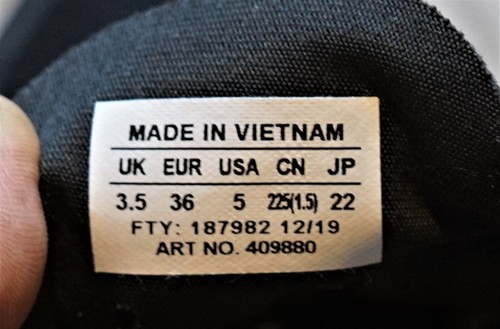 MADE IN VIETNAM
UK EUR USA CN JP
3.5 36 5 225(1.5) 22
FTY: 187982 12/19
ART NO. 409880